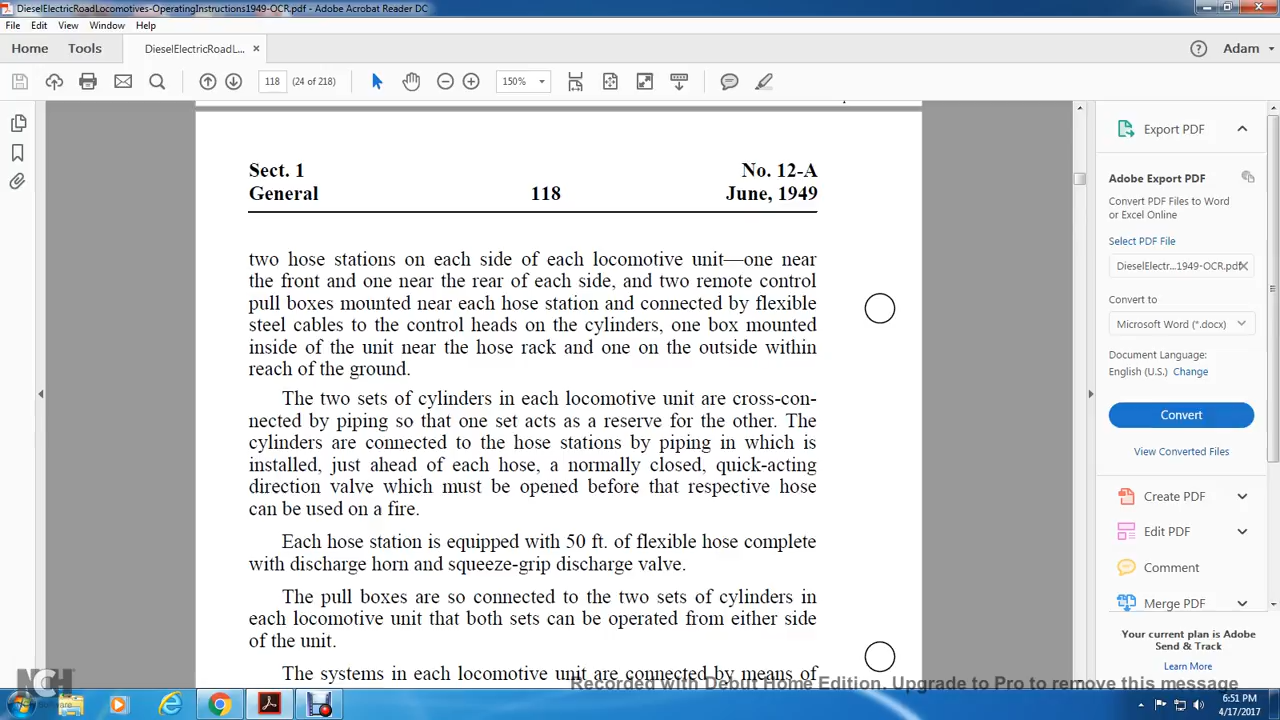 DieselElectricRoadLocomotives-OperatingInstructions1949-OCR.pdf - Adobe Acrobat Reader DC
File Edit View Window Help
Home Tools DieselElectricRoadL... × Adam
118 (24 of 218) 150%
Sect. 1 No. 12-A
General 118 June, 1949
two hose stations on each side of each locomotive unit—one near
the front and one near the rear of each side, and two remote control
pull boxes mounted near each hose station and connected by flexible
steel cables to the control heads on the cylinders, one box mounted
inside of the unit near the hose rack and one on the outside within
reach of the ground.
The two sets of cylinders in each locomotive unit are cross-con-
nected by piping so that one set acts as a reserve for the other. The
cylinders are connected to the hose stations by piping in which is
installed, just ahead of each hose, a normally closed, quick-acting
direction valve which must be opened before that respective hose
can be used on a fire.
Each hose station is equipped with 50 ft. of flexible hose complete
with discharge horn and squeeze-grip discharge valve.
The pull boxes are so connected to the two sets of cylinders in
each locomotive unit that both sets can be operated from either side
of the unit.
The systems in each locomotive unit are connected by means of
Export PDF
Adobe Export PDF
Convert PDF Files to Word
or Excel Online
Select PDF File
DieselElectr...1949-OCR.pdf
Convert to
Microsoft Word (*.docx)
Document Language:
English (U.S.) Change
Convert
View Converted Files
Create PDF
Edit PDF
Comment
Merge PDF
Your current plan is Adobe
Send & Track
Learn More
NCH
Software
Recorded with Debut Home Edition. Upgrade to Pro to remove this message
6:51 PM
4/17/2017